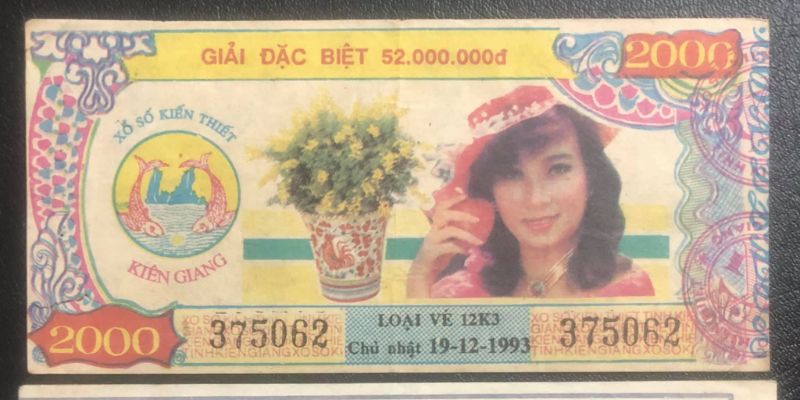 GIẢI ĐẶC BIỆT 52.000.000đ
2000
XỔ SỐ KIẾN THIẾT
KIÊN GIANG
2000
375062
LOẠI VÉ 12K3
Chủ nhật 19-12-1993
375062